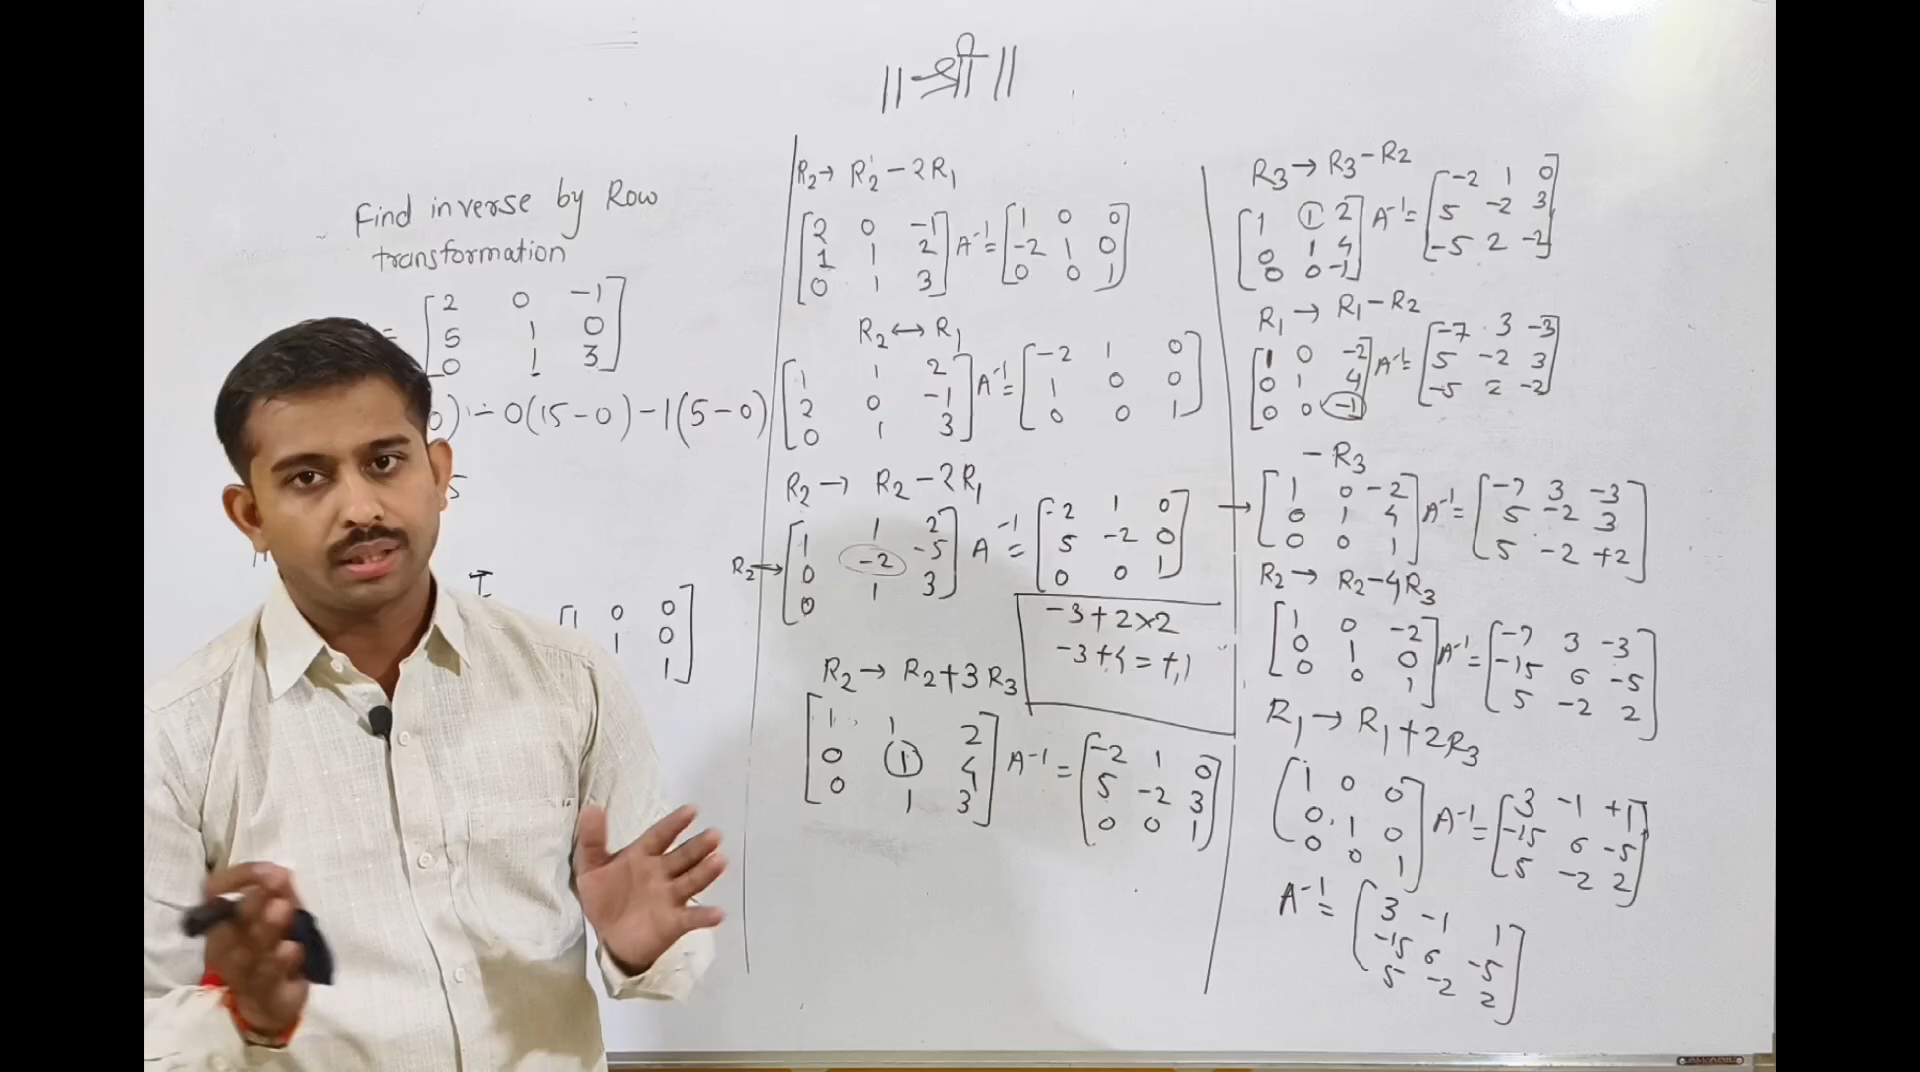 ॥ श्री ॥
Find inverse by Row
transformation
= [2 0 -1
5 1 0
0 1 3]
0) - 0(15-0) -1(5-0)
5
I
[1 0 0
1 0
1]
R2→ R2-2R1
[2 0 -1
1 1 2
0 1 3] A-1 = [1 0 0
-2 1 0
0 0 1]
R2↔R1
[1 1 2
2 0 -1
0 1 3] A-1 = [-2 1 0
1 0 0
0 0 1]
R2 → R2-2R1
R2→ [1 1 2
0 -2 -5
0 1 3] A-1 = [-2 1 0
5 -2 0
0 0 1]
-3+2×2
-3+4=+1
R2→ R2+3R3
[1 1 2
0 1 4
0 1 3] A-1 = [-2 1 0
5 -2 3
0 0 1]
R3→R3-R2
[1 1 2
0 1 4
0 0 -1] A-1= [-2 1 0
5 -2 3
-5 2 -2]
R1 → R1-R2
[1 0 -2
0 1 4
0 0 -1] A-1= [-7 3 -3
5 -2 3
-5 2 -2]
-R3
→ [1 0 -2
0 1 4
0 0 1] A-1= [-7 3 -3
5 -2 3
5 -2 +2]
R2→ R2-4R3
[1 0 -2
0 1 0
0 0 1] A-1= [-7 3 -3
-15 6 -5
5 -2 2]
R1→R1+2R3
[1 0 0
0 1 0
0 0 1] A-1= [3 -1 +1
-15 6 -5
5 -2 2]
A-1= [3 -1 1
-15 6 -5
5 -2 2]